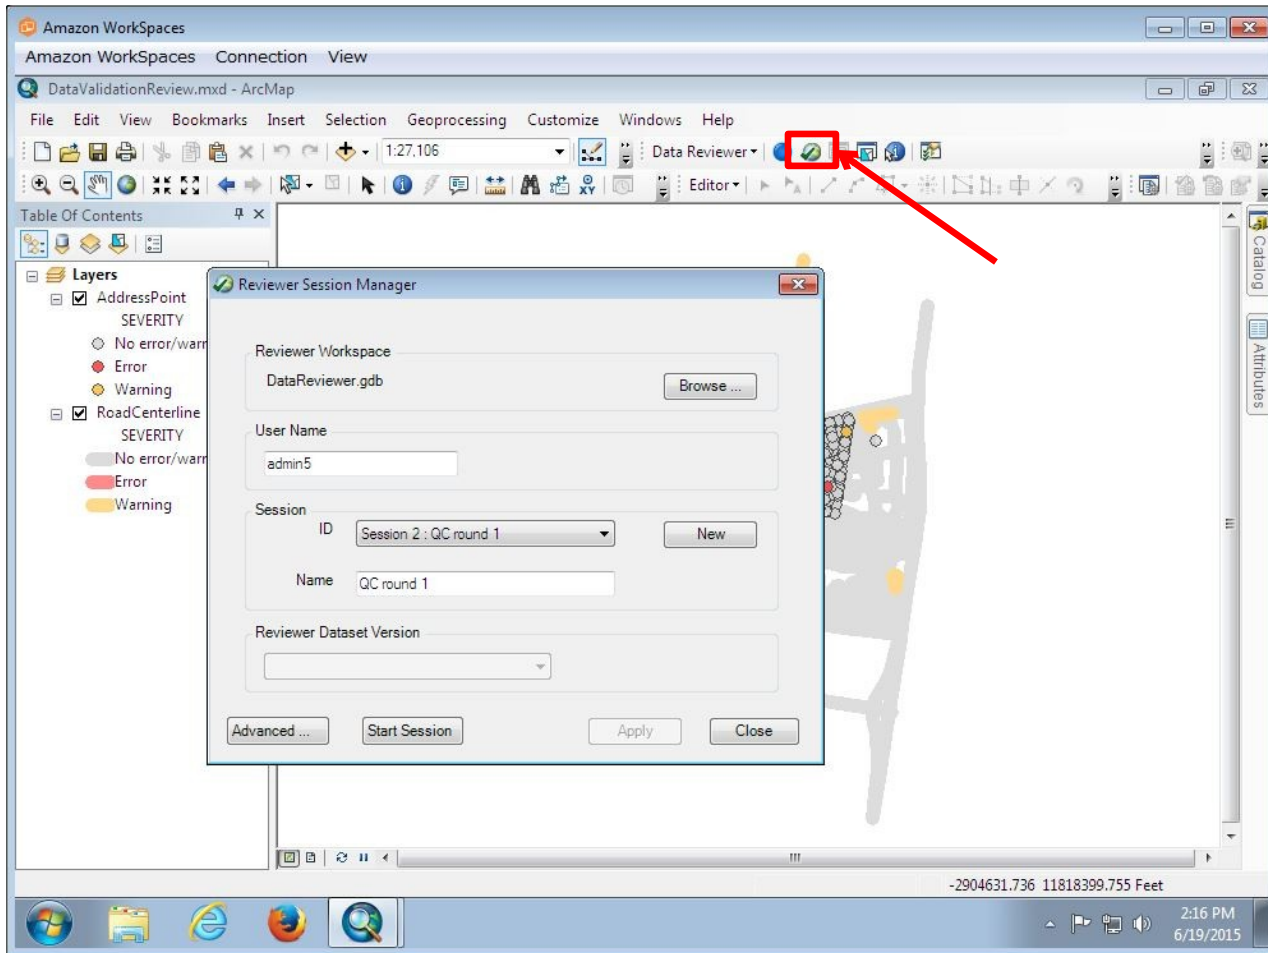 Amazon WorkSpaces
Amazon WorkSpaces Connection View
DataValidationReview.mxd - ArcMap
File Edit View Bookmarks Insert Selection Geoprocessing Customize Windows Help
1:27,106 Data Reviewer
Editor
Table Of Contents
Layers
AddressPoint
SEVERITY
No error/warr
Error
Warning
RoadCenterline
SEVERITY
No error/warr
Error
Warning
Reviewer Session Manager
Reviewer Workspace
DataReviewer.gdb Browse ...
User Name
admin5
Session
ID Session 2 : QC round 1 New
Name QC round 1
Reviewer Dataset Version
Advanced ... Start Session Apply Close
Catalog
Attributes
-2904631.736 11818399.755 Feet
2:16 PM
6/19/2015